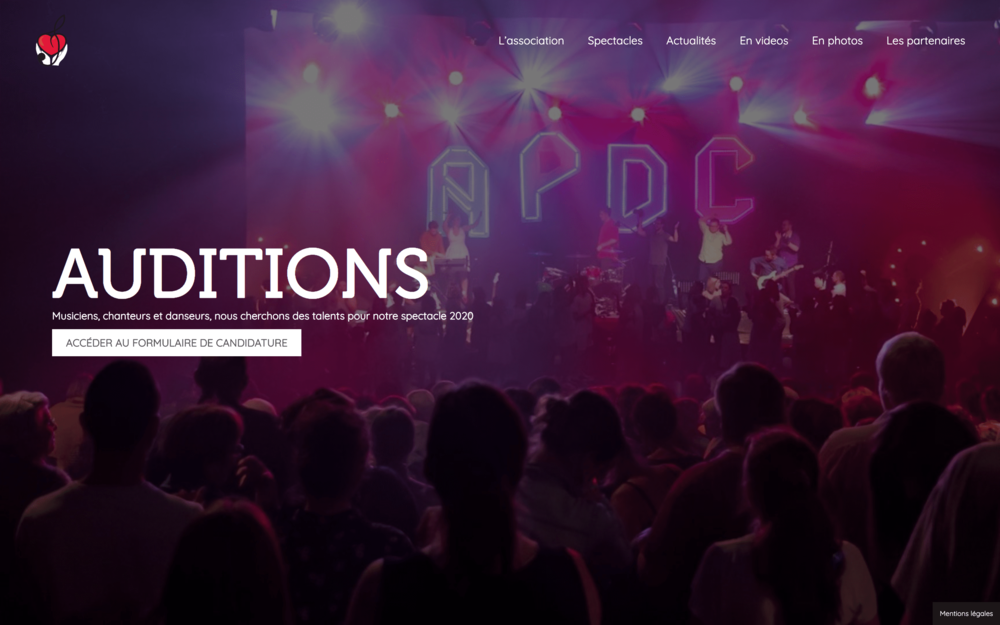 L'association Spectacles Actualités En videos En photos Les partenaires
APDC
AUDITIONS
Musiciens, chanteurs et danseurs, nous cherchons des talents pour notre spectacle 2020
ACCÉDER AU FORMULAIRE DE CANDIDATURE
Mentions légales